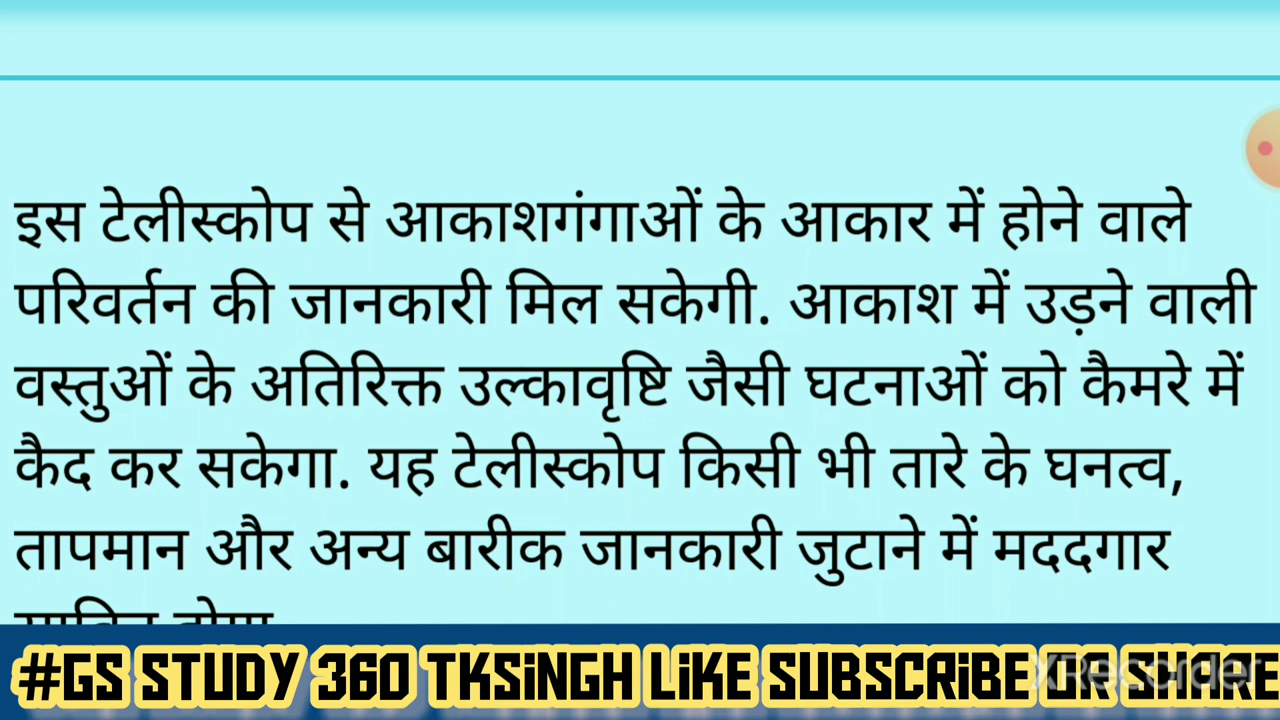 इस टेलीस्कोप से आकाशगंगाओं के आकार में होने वाले
परिवर्तन की जानकारी मिल सकेगी. आकाश में उड़ने वाली
वस्तुओं के अतिरिक्त उल्कावृष्टि जैसी घटनाओं को कैमरे में
कैद कर सकेगा. यह टेलीस्कोप किसी भी तारे के घनत्व,
तापमान और अन्य बारीक जानकारी जुटाने में मददगार
#GS STUDY 360 TKSiNGH LiKE SUBSCRiBE OR SHARE
XRecorder